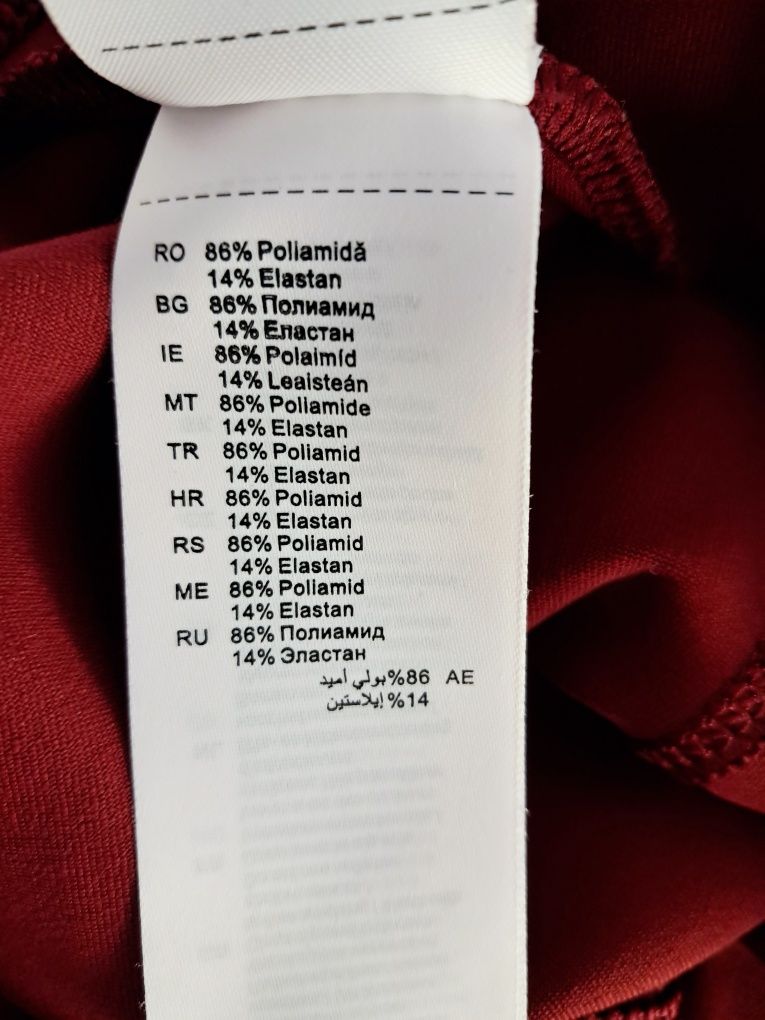 RO 86% Poliamidă
14% Elastan
BG 86% Полиамид
14% Еластан
IE 86% Polaimíd
14% Leaisteán
MT 86% Poliamide
14% Elastan
TR 86% Poliamid
14% Elastan
HR 86% Poliamid
14% Elastan
RS 86% Poliamid
14% Elastan
ME 86% Poliamid
14% Elastan
RU 86% Полиамид
14% Эластан
AE 86%بولي أميد
14%إيلاستين